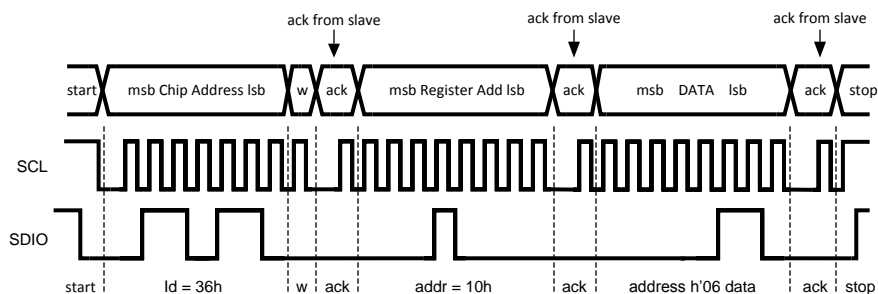 ack from slave ack from slave ack from slave
start msb Chip Address lsb w ack msb Register Add lsb ack msb DATA lsb ack stop
SCL
SDIO
start Id = 36h w ack addr = 10h ack address h'06 data ack stop